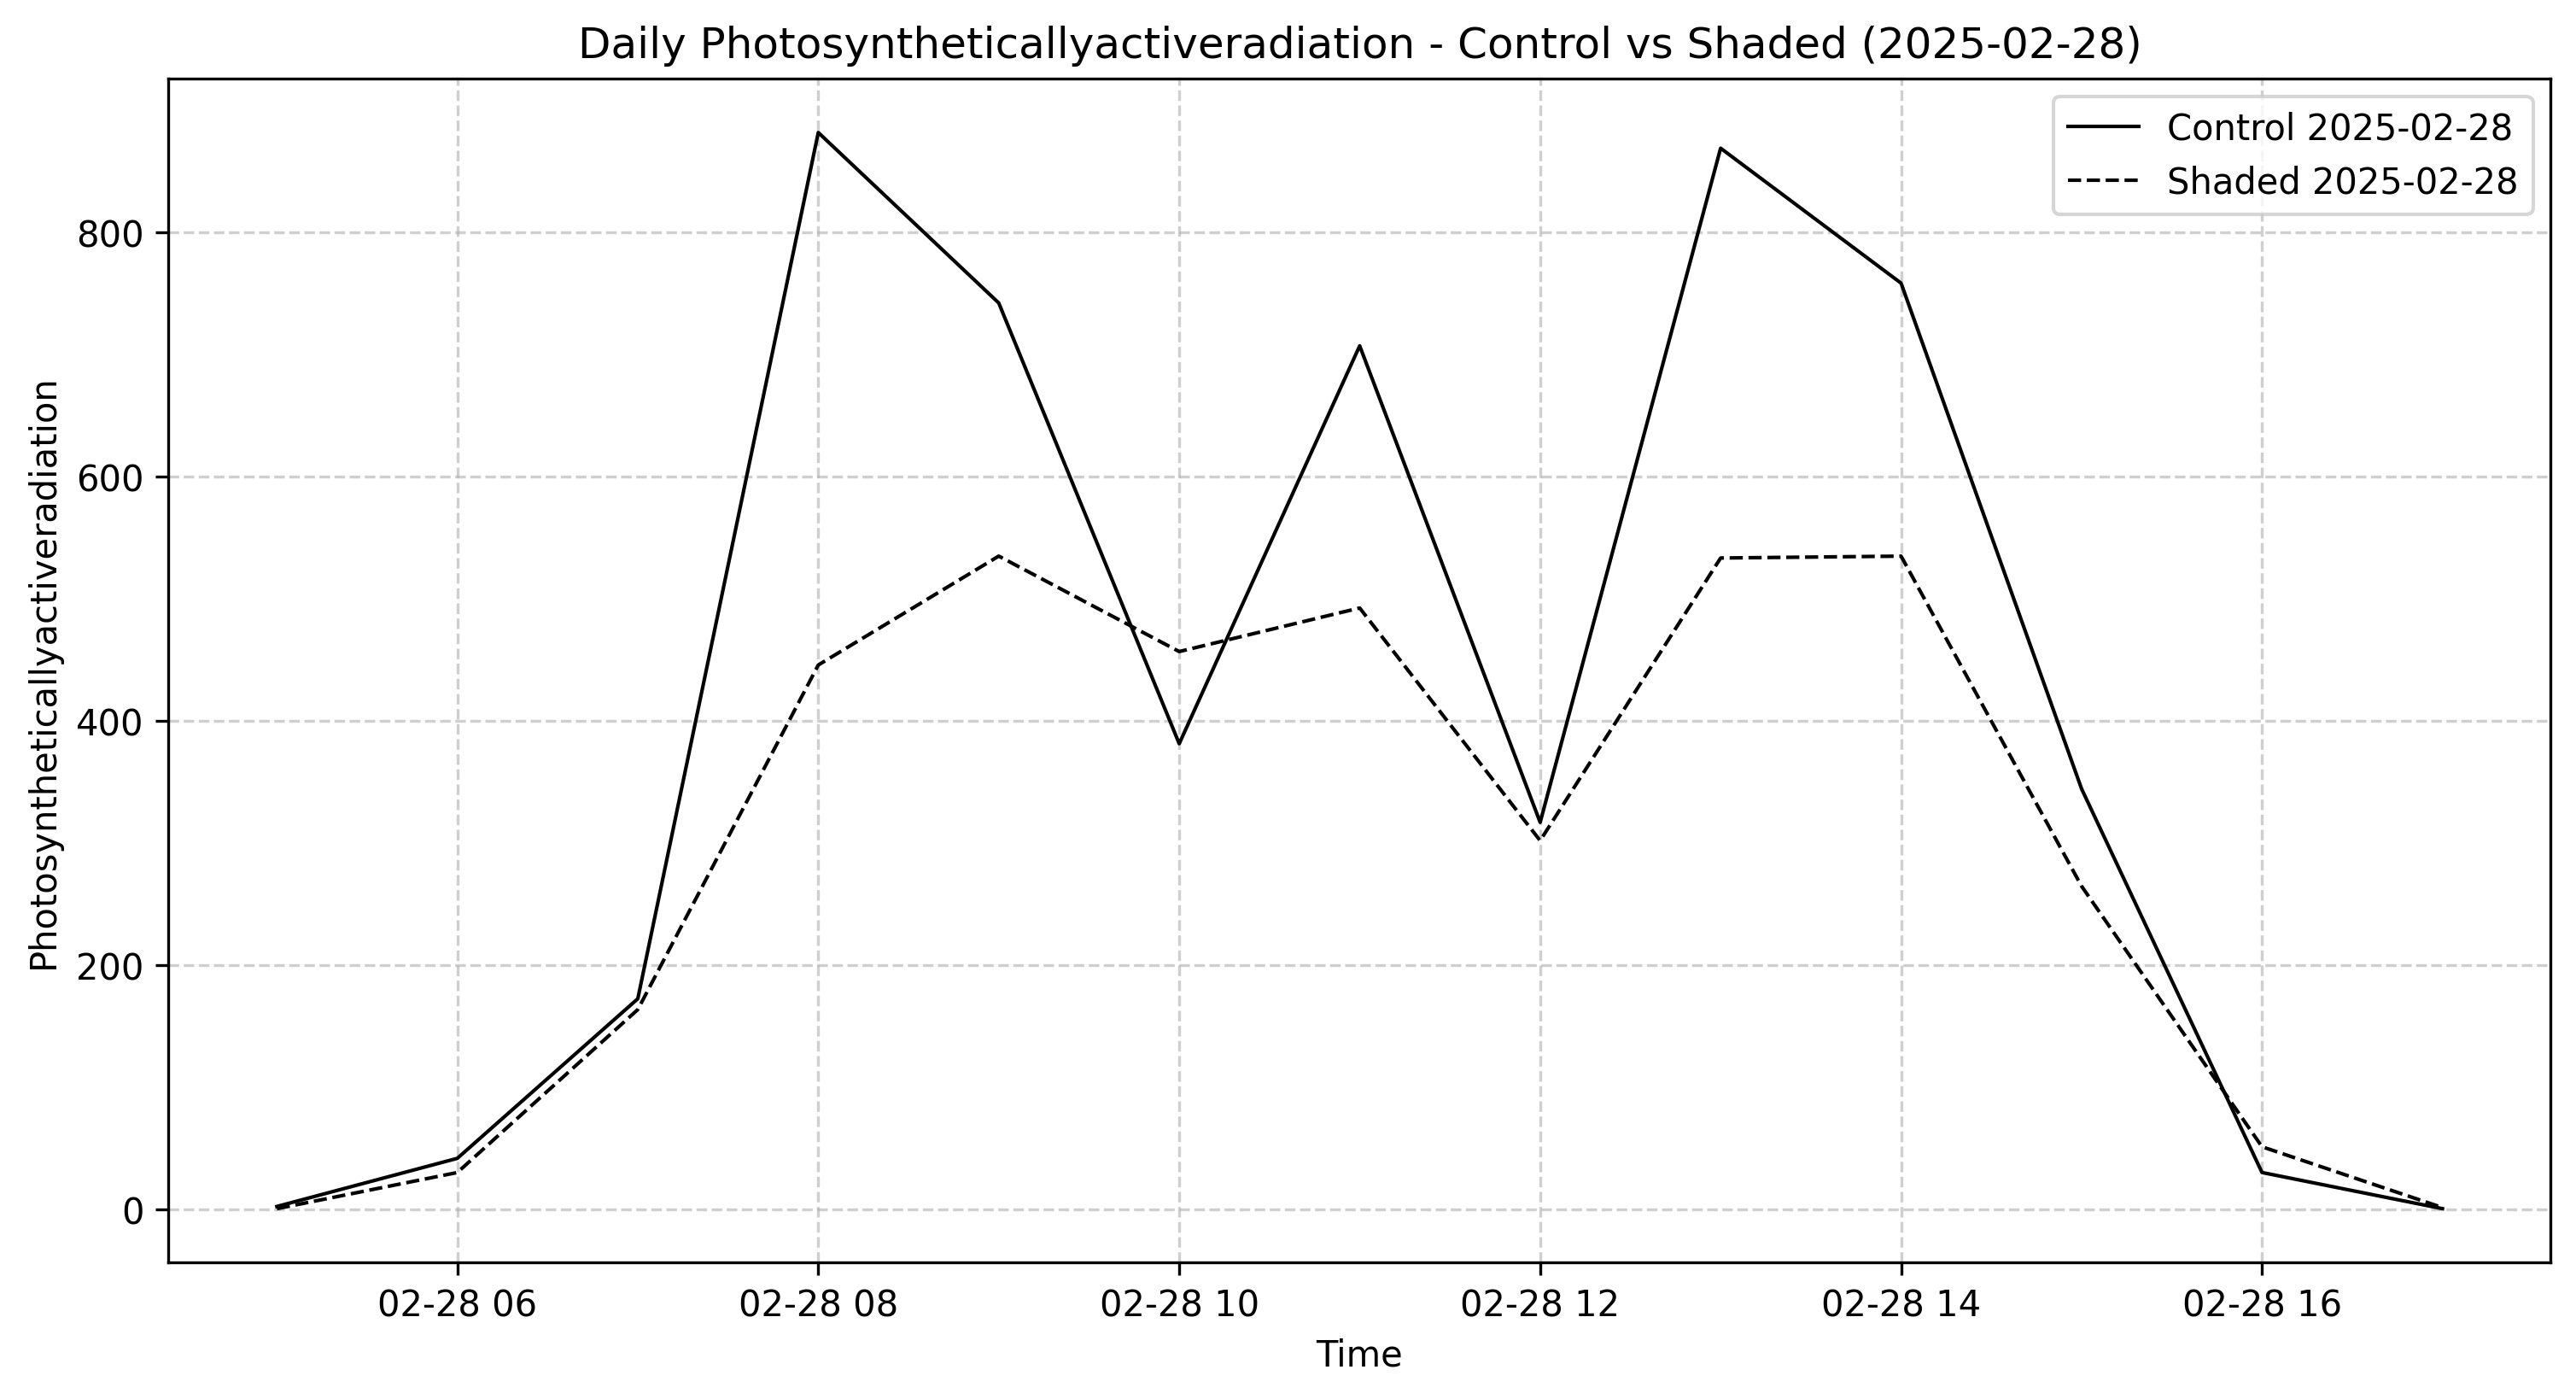 Daily Photosyntheticallyactiveradiation - Control vs Shaded (2025-02-28)
Control 2025-02-28
Shaded 2025-02-28
Photosyntheticallyactiveradiation
800
600
400
200
0
02-28 06
02-28 08
02-28 10
02-28 12
02-28 14
02-28 16
Time